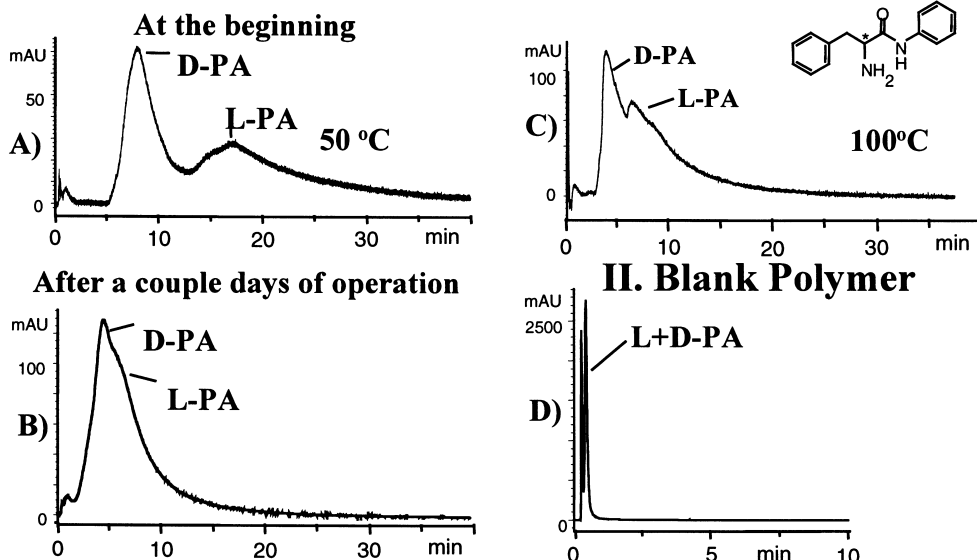 At the beginning
mAU
D-PA
50
L-PA
A)
50 ºC
0
0 10 20 30 min
mAU
D-PA
100
L-PA
C)
100ºC
0
0 10 20 30 min
O
*
N
H
NH2
After a couple days of operation
mAU
D-PA
100
L-PA
B)
0
0 10 20 30 min
II. Blank Polymer
mAU
2500
L+D-PA
D)
0
0 5 min 10